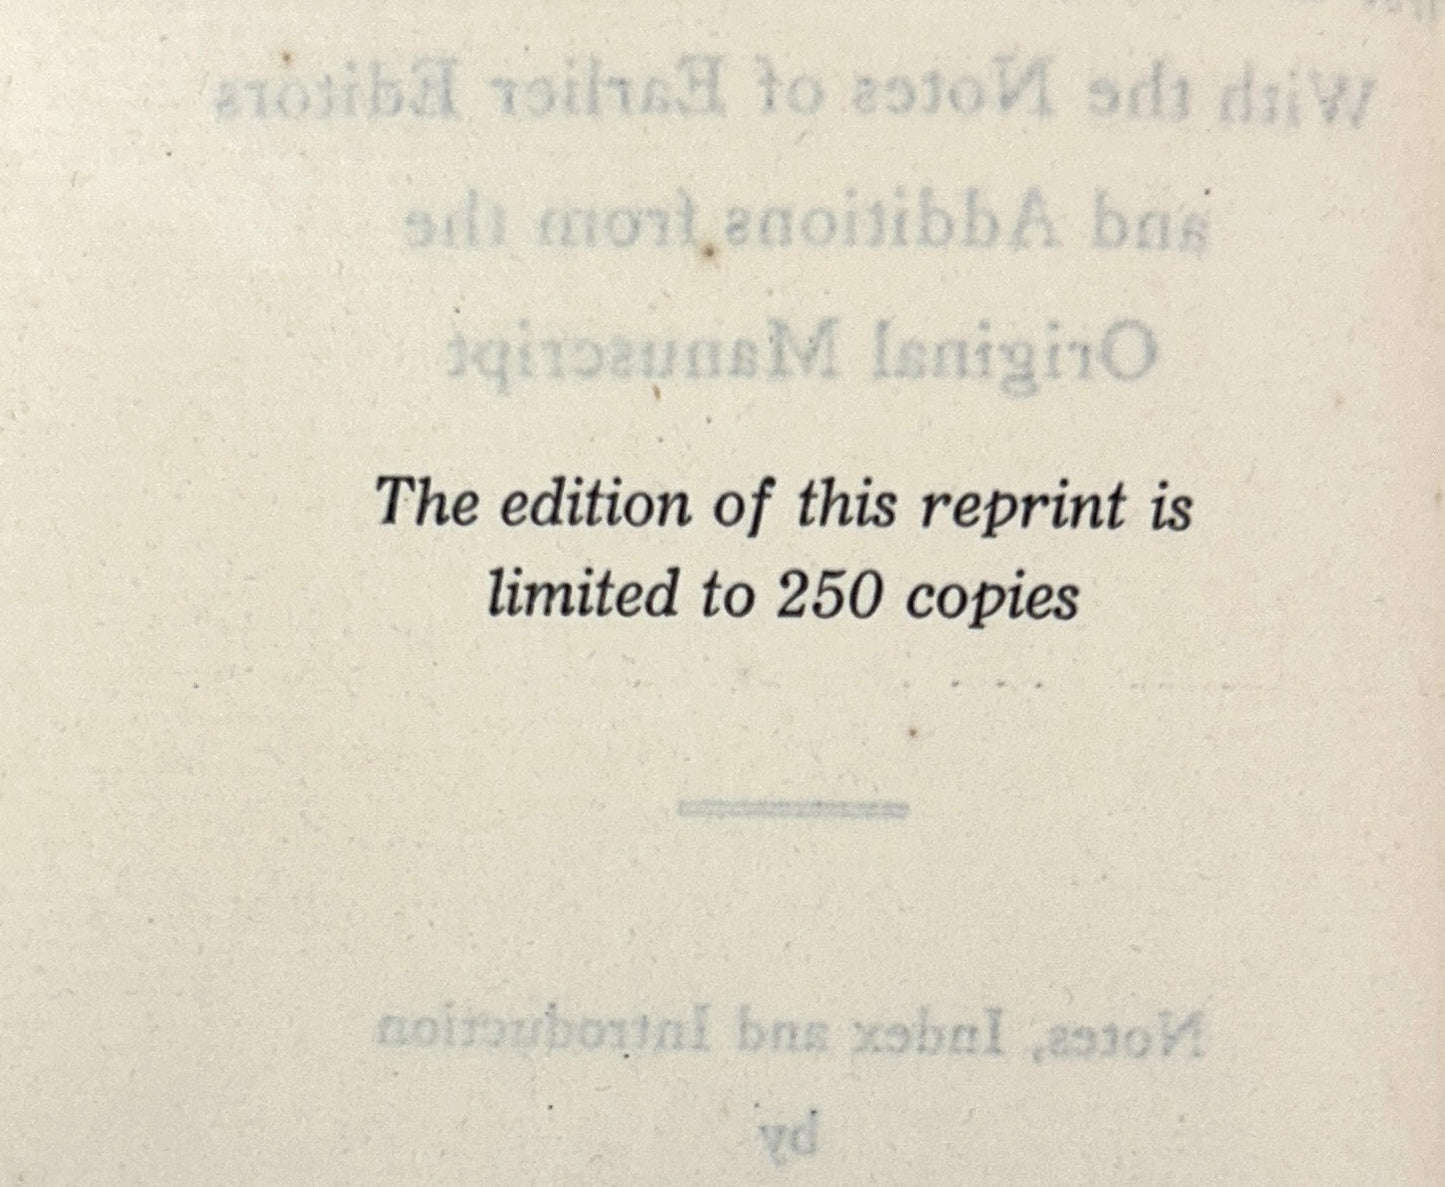 With the Notes of Earlier Editors
and Additions from the
Original Manuscript
The edition of this reprint is
limited to 250 copies
Notes, Index and Introduction
by